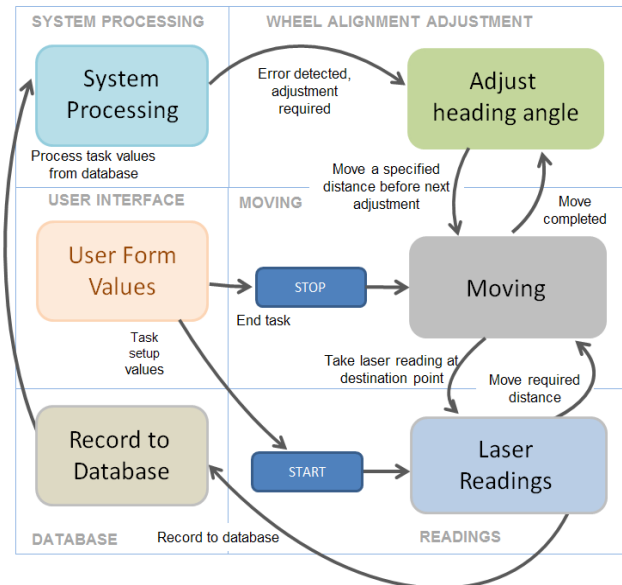 SYSTEM PROCESSING
WHEEL ALIGNMENT ADJUSTMENT
System
Processing
Error detected,
adjustment
required
Adjust
heading angle
Process task values
from database
Move a specified
distance before next
adjustment
Move
completed
USER INTERFACE
MOVING
User Form
Values
STOP
End task
Moving
Task
setup
values
Take laser reading at
destination point
Move required
distance
Record to
Database
START
Laser
Readings
DATABASE
Record to database
READINGS